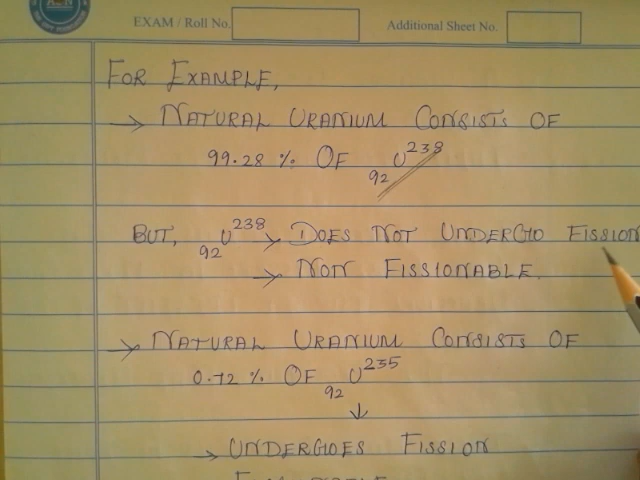 EXAM / Roll No.
Additional Sheet No.
FOR EXAMPLE,
→ NATURAL URANIUM CONSISTS OF
99.28 % OF ₉₂U²³⁸
BUT, ₉₂U²³⁸ → DOES NOT UNDERGO FISSION
→ NON FISSIONABLE.
→ NATURAL URANIUM CONSISTS OF
0.72 % OF ₉₂U²³⁵
↓
→ UNDERGOES FISSION